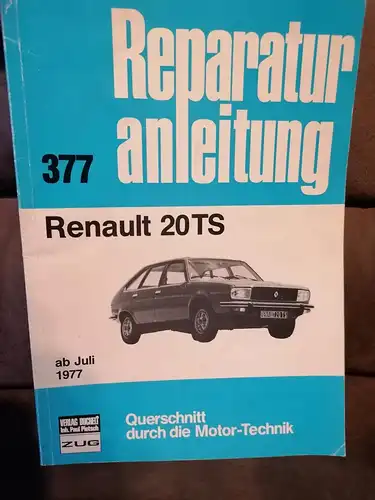 Reparatur
anleitung
377
Renault 20TS
ab Juli
1977
VERLAG BUCHELI
Inh. Paul Pietsch
ZUG
Querschnitt
durch die Motor-Technik